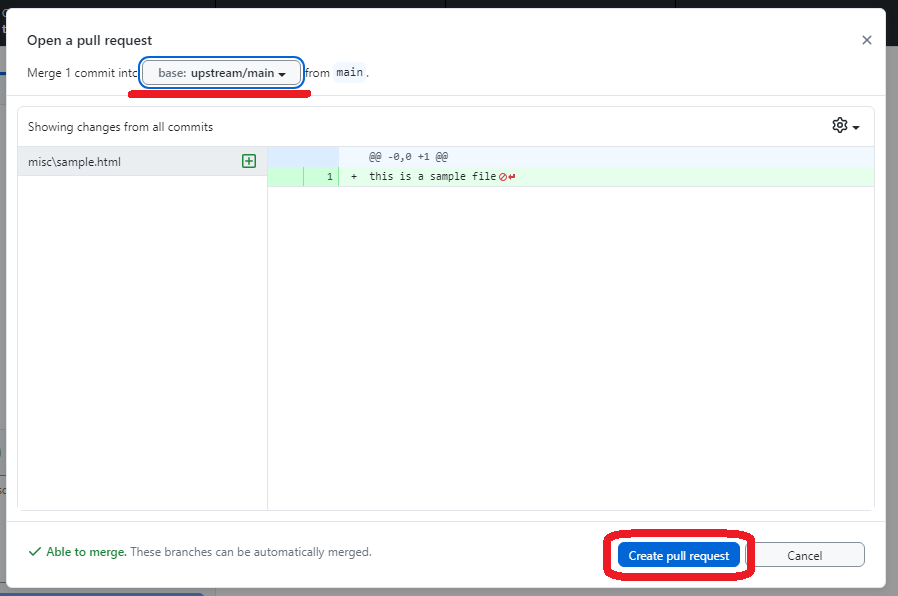 Open a pull request
Merge 1 commit into base: upstream/main from main.
Showing changes from all commits
misc\sample.html
@@ -0,0 +1 @@
1 + this is a sample file
Able to merge. These branches can be automatically merged.
Create pull request
Cancel